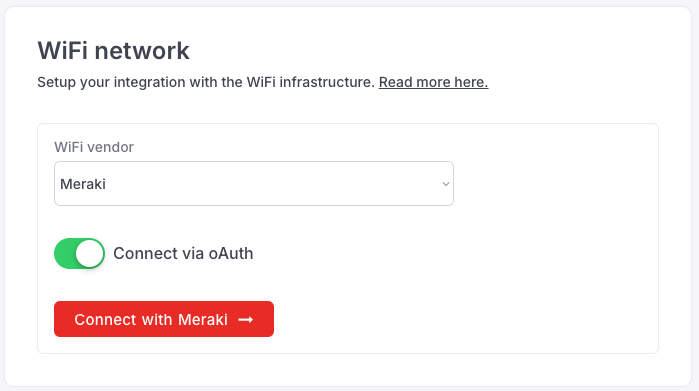 WiFi network
Setup your integration with the WiFi infrastructure. Read more here.
WiFi vendor
Meraki
Connect via oAuth
Connect with Meraki →